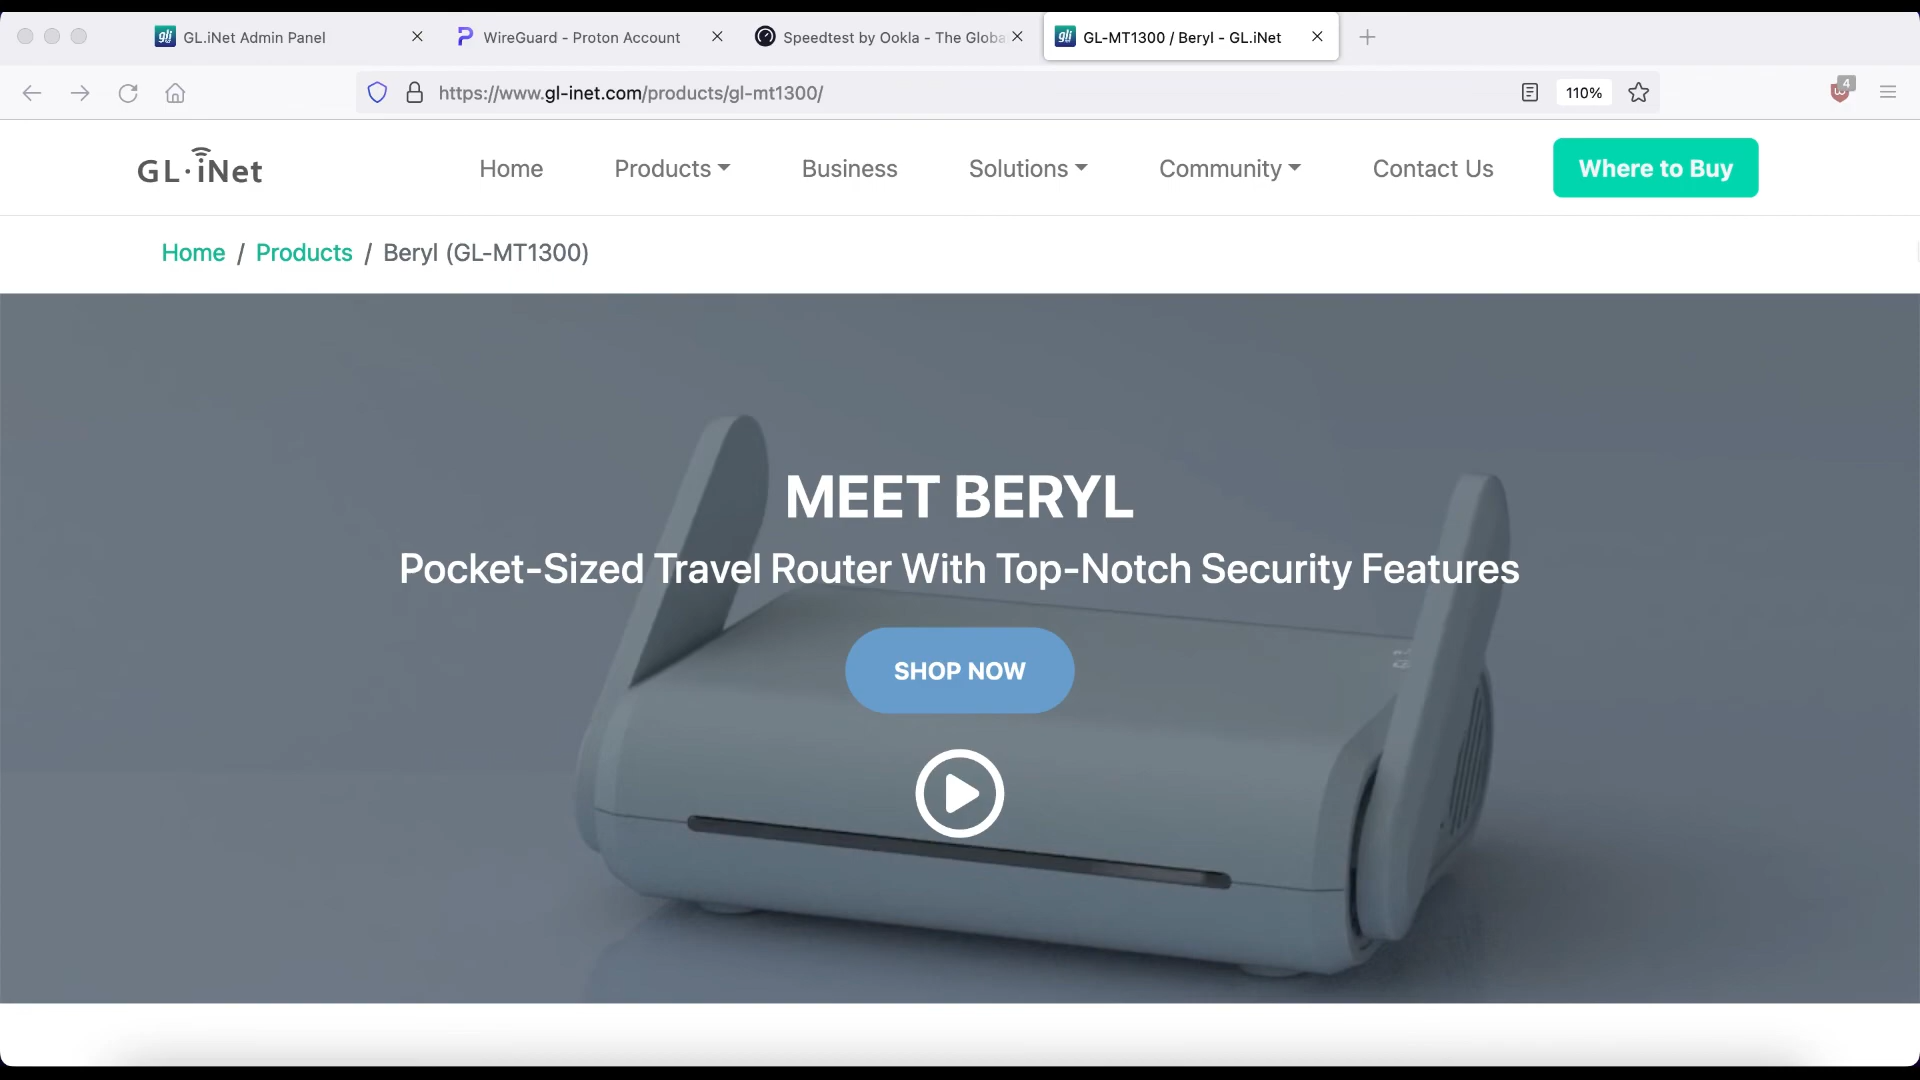 GL.iNet Admin Panel
WireGuard - Proton Account
Speedtest by Ookla - The Globa
GL-MT1300 / Beryl - GL.iNet
https://www.gl-inet.com/products/gl-mt1300/
110%
4
GL·iNet
Home
Products
Business
Solutions
Community
Contact Us
Where to Buy
Home / Products / Beryl (GL-MT1300)
MEET BERYL
Pocket-Sized Travel Router With Top-Notch Security Features
SHOP NOW